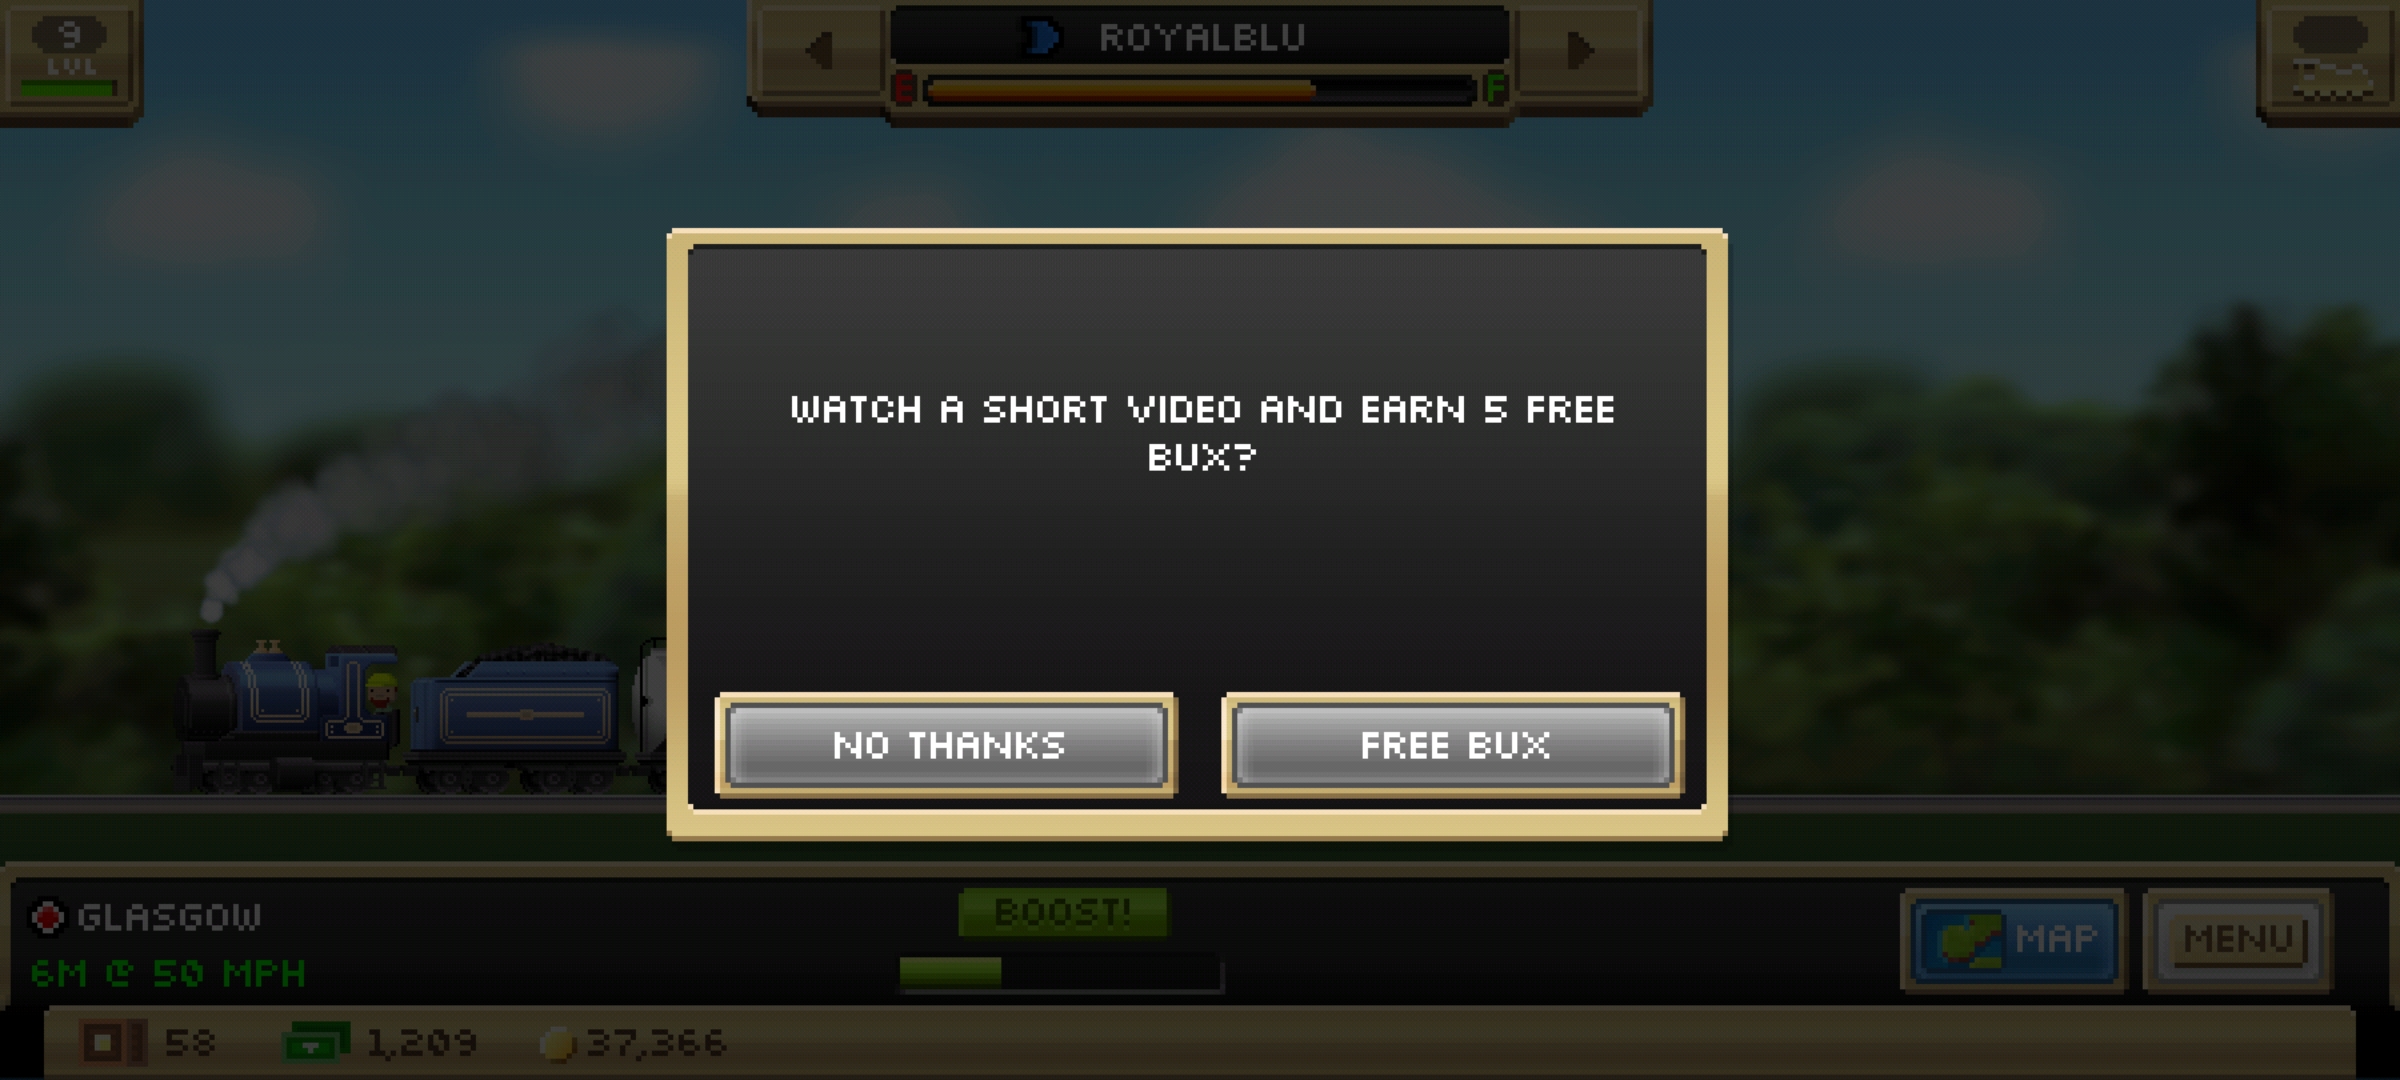 9
LVL
ROYALBLU
E F
WATCH A SHORT VIDEO AND EARN 5 FREE
BUX?
NO THANKS
FREE BUX
GLASGOW
BOOST!
MAP
MENU
6M @ 50 MPH
58
1,209
37,366